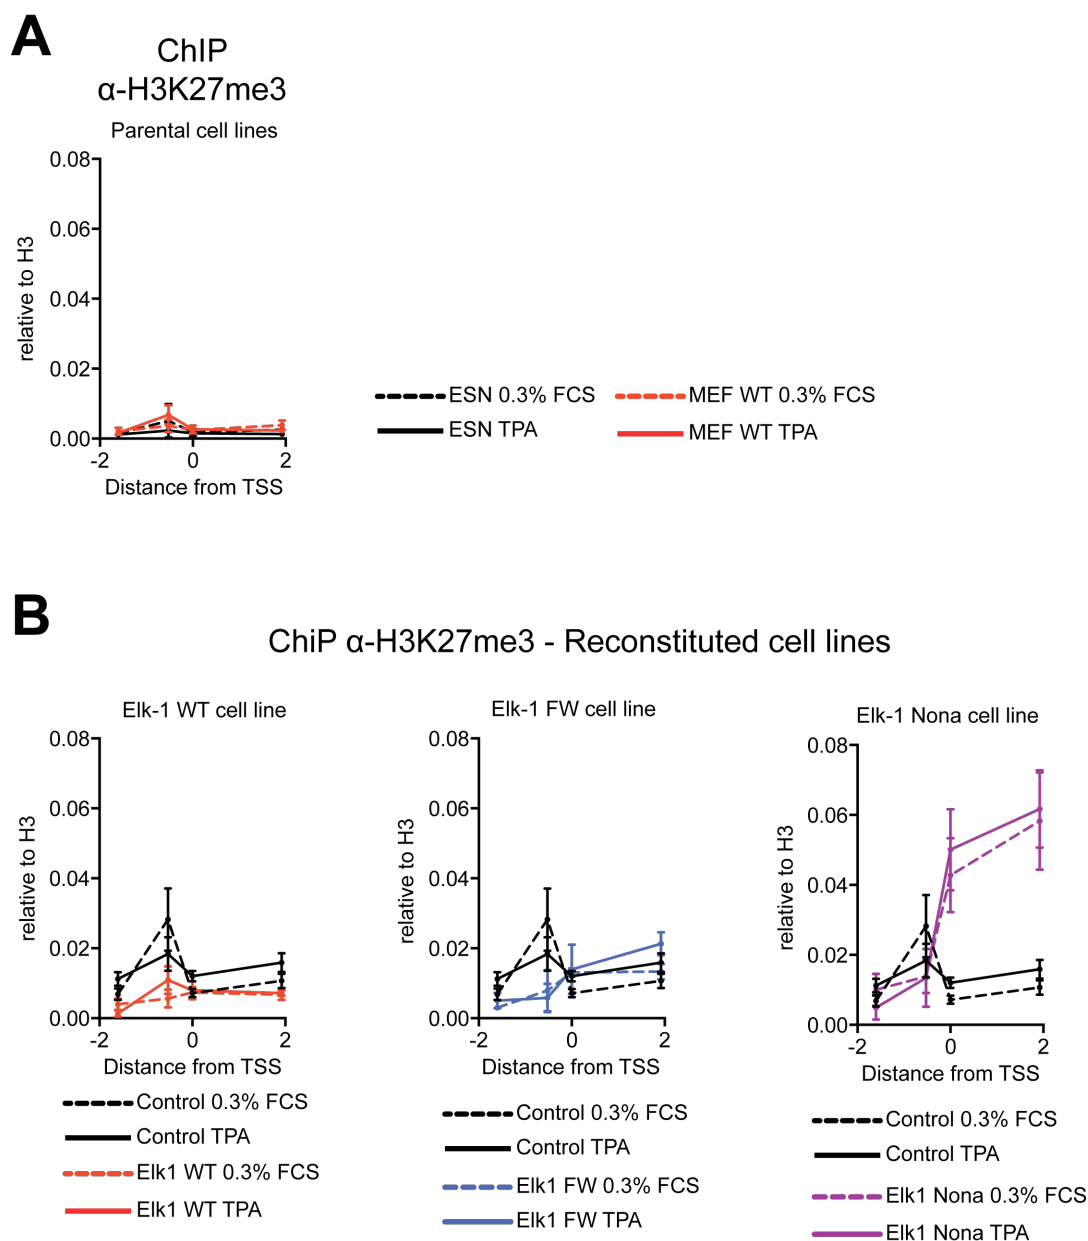 A
ChIP
α-H3K27me3
Parental cell lines
0.08
0.06
0.04
0.02
0.00
relative to H3
-2 0 2
Distance from TSS
ESN 0.3% FCS MEF WT 0.3% FCS
ESN TPA MEF WT TPA
B
ChiP α-H3K27me3 - Reconstituted cell lines
Elk-1 WT cell line
0.08
0.06
0.04
0.02
0.00
relative to H3
-2 0 2
Distance from TSS
Control 0.3% FCS
Control TPA
Elk1 WT 0.3% FCS
Elk1 WT TPA
Elk-1 FW cell line
0.08
0.06
0.04
0.02
0.00
relative to H3
-2 0 2
Distance from TSS
Control 0.3% FCS
Control TPA
Elk1 FW 0.3% FCS
Elk1 FW TPA
Elk-1 Nona cell line
0.08
0.06
0.04
0.02
0.00
relative to H3
-2 0 2
Distance from TSS
Control 0.3% FCS
Control TPA
Elk1 Nona 0.3% FCS
Elk1 Nona TPA